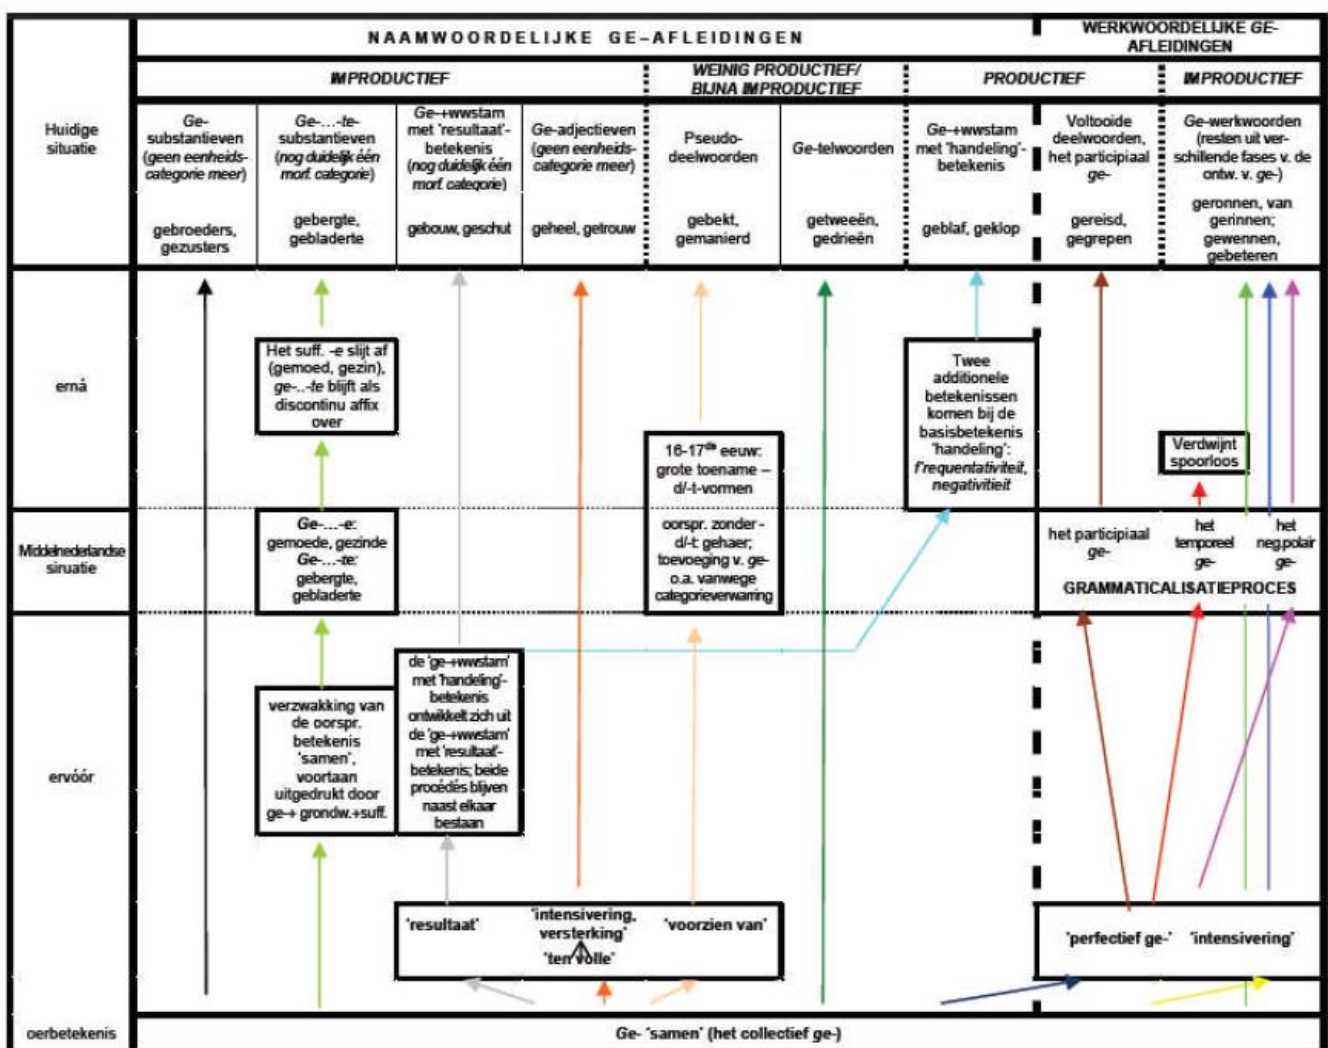 NAAMWOORDELIJKE GE–AFLEIDINGEN
WERKWOORDELIJKE GE-
AFLEIDINGEN
IMPRODUCTIEF
WEINIG PRODUCTIEF/
BIJNA IMPRODUCTIEF
PRODUCTIEF
IMPRODUCTIEF
Huidige
situatie
Ge-
substantieven
(geen eenheids-
categorie meer)
gebroeders,
gezusters
Ge-...-te-
substantieven
(nog duidelijk één
morf. categorie)
gebergte,
gebladerte
Ge-+wwstam
met 'resultaat'-
betekenis
(nog duidelijk één
morf. categorie)
gebouw, geschut
Ge-adjectieven
(geen eenheids-
categorie meer)
geheel, getrouw
Pseudo-
deelwoorden
gebekt,
gemanierd
Ge-telwoorden
getweeën,
gedrieën
Ge-+wwstam
met 'handeling'-
betekenis
geblaf, geklop
Voltooide
deelwoorden,
het participiaal
ge-
gereisd,
gegrepen
Ge-werkwoorden
(resten uit ver-
schillende fases v. de
ontw. v. ge-)
geronnen, van
gerinnen;
gewennen,
gebeteren
erná
Het suff. -e slijt af
(gemoed, gezin),
ge-..-te blijft als
discontinu affix
over
16-17de eeuw:
grote toename –
d/-t-vormen
Twee
additionele
betekenissen
komen bij de
basisbetekenis
'handeling':
f'requentativiteit,
negativitieit
Verdwijnt
spoorloos
Middelnederlandse
siruatie
Ge-...-e:
gemoede, gezinde
Ge-...-te:
gebergte,
gebladerte
oorspr. zonder -
d/-t: gehaer;
toevoeging v. ge-
o.a. vanwege
categorieverwarring
het participiaal
ge-
het
temporeel
ge-
het
neg.polair
ge-
GRAMMATICALISATIEPROCES
ervóór
verzwakking van
de oorspr.
betekenis
'samen',
voortaan
uitgedrukt door
ge-+ grondw.+suff.
de 'ge-+wwstam'
met 'handeling'-
betekenis
ontwikkelt zich uit
de 'ge-+wwstam'
met 'resultaat'-
betekenis; beide
procédés blijven
naast elkaar
bestaan
'resultaat'
'intensivering,
versterking'
'ten volle'
'voorzien van'
'perfectief ge-'
'intensivering'
oerbetekenis
Ge- 'samen' (het collectief ge-)